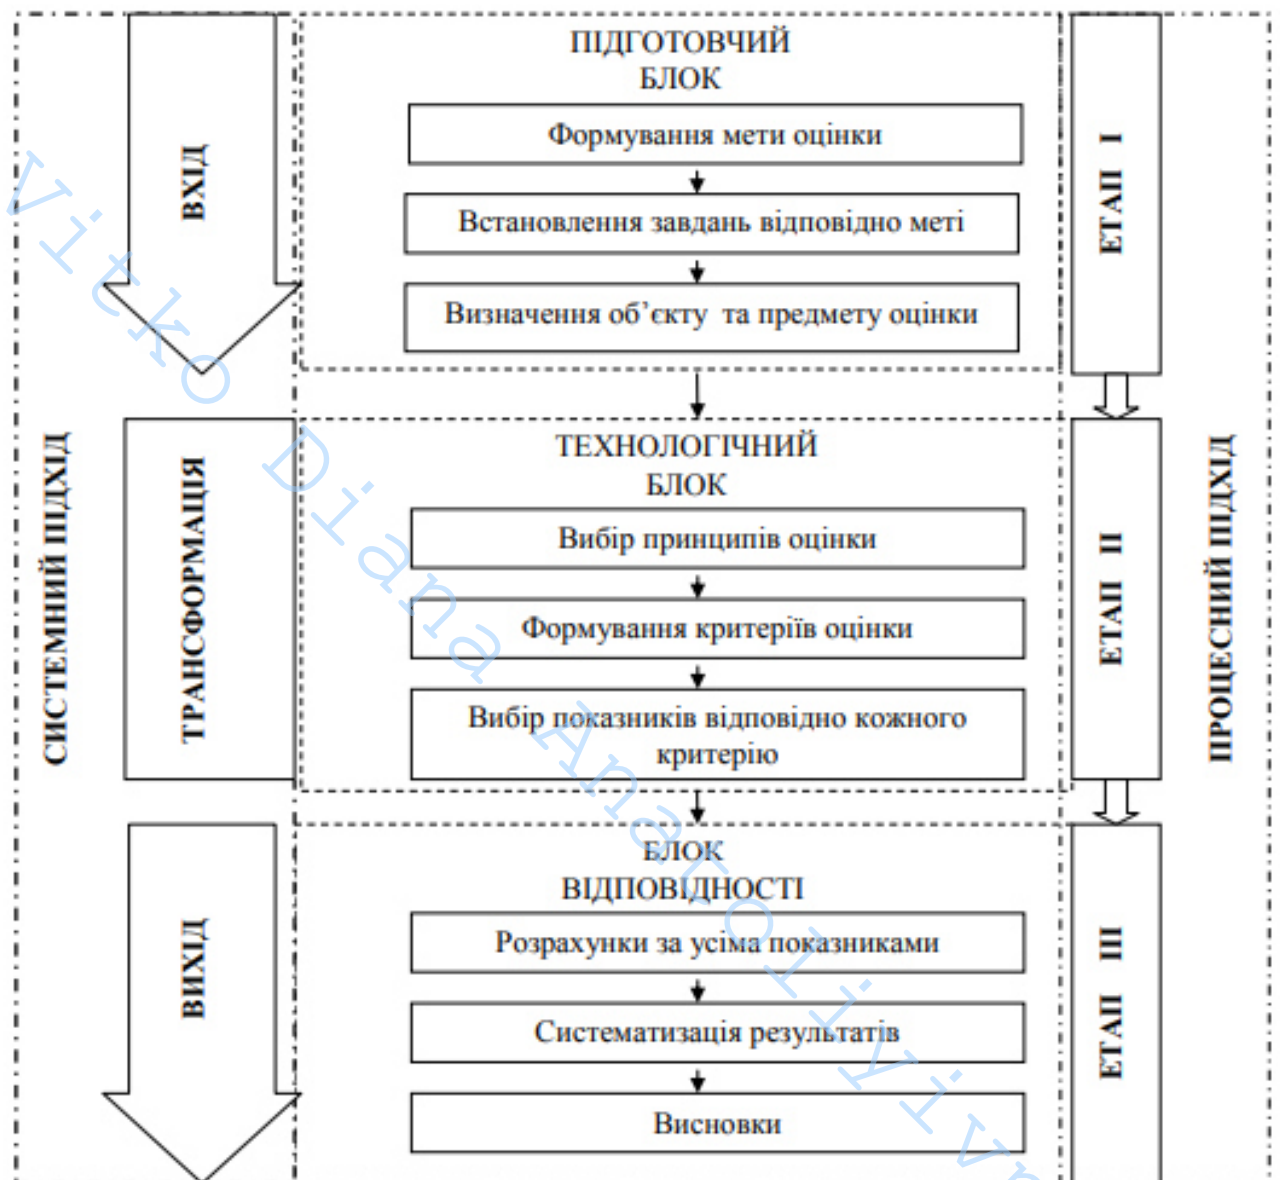 ПІДГОТОВЧИЙ
БЛОК
Формування мети оцінки
Встановлення завдань відповідно меті
Визначення об’єкту та предмету оцінки
ВХІД
ЕТАП I
ТЕХНОЛОГІЧНИЙ
БЛОК
Вибір принципів оцінки
Формування критеріїв оцінки
Вибір показників відповідно кожного
критерію
СИСТЕМНИЙ ПІДХІД
ТРАНСФОРМАЦІЯ
ЕТАП II
ПРОЦЕСНИЙ ПІДХІД
БЛОК
ВІДПОВІДНОСТІ
Розрахунки за усіма показниками
Систематизація результатів
Висновки
ВИХІД
ЕТАП III
Vitko Diana